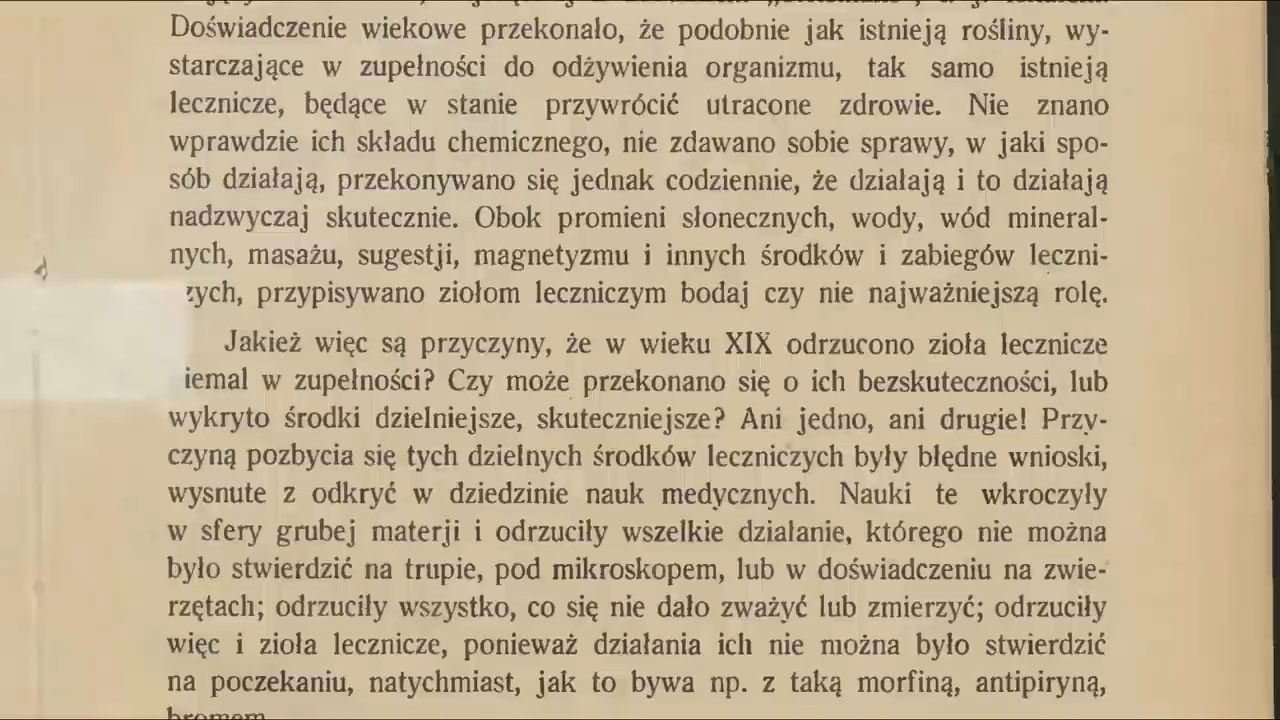 Doświadczenie wiekowe przekonało, że podobnie jak istnieją rośliny, wy-
starczające w zupełności do odżywienia organizmu, tak samo istnieją
lecznicze, będące w stanie przywrócić utracone zdrowie. Nie znano
wprawdzie ich składu chemicznego, nie zdawano sobie sprawy, w jaki spo-
sób działają, przekonywano się jednak codziennie, że działają i to działają
nadzwyczaj skutecznie. Obok promieni słonecznych, wody, wód mineral-
nych, masażu, sugestji, magnetyzmu i innych środków i zabiegów leczni-
zych, przypisywano ziołom leczniczym bodaj czy nie najważniejszą rolę.
Jakież więc są przyczyny, że w wieku XIX odrzucono zioła lecznicze
iemal w zupełności? Czy może przekonano się o ich bezskuteczności, lub
wykryto środki dzielniejsze, skuteczniejsze? Ani jedno, ani drugie! Przy-
czyną pozbycia się tych dzielnych środków leczniczych były błędne wnioski,
wysnute z odkryć w dziedzinie nauk medycznych. Nauki te wkroczyły
w sfery grubej materji i odrzuciły wszelkie działanie, którego nie można
było stwierdzić na trupie, pod mikroskopem, lub w doświadczeniu na zwie-
rzętach; odrzuciły wszystko, co się nie dało zważyć lub zmierzyć; odrzuciły
więc i zioła lecznicze, ponieważ działania ich nie można było stwierdzić
na poczekaniu, natychmiast, jak to bywa np. z taką morfiną, antipiryną,
bromem